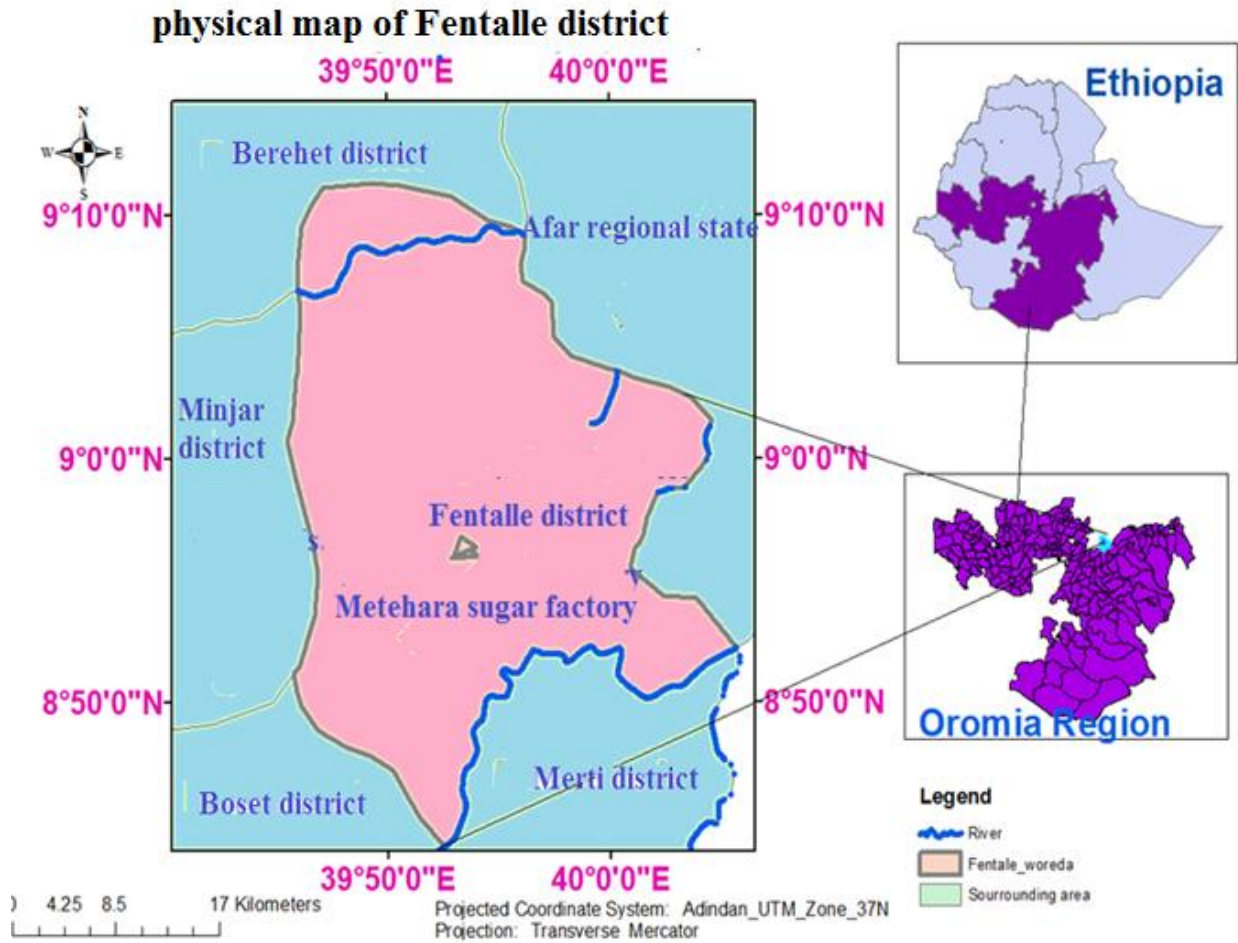 physical map of Fentalle district
39°50'0"E 40°0'0"E
Ethiopia
N
W E
S
Berehet district
9°10'0"N 9°10'0"N
Afar regional state
Minjar
district
9°0'0"N 9°0'0"N
Fentalle district
S.
V
Metehara sugar factory
8°50'0"N 8°50'0"N
Oromia Region
Merti district
Boset district
Legend
River
Fentale_woreda
Sourrounding area
39°50'0"E 40°0'0"E
4.25 8.5 17 Kilometers
Projected Coordinate System: Adindan_UTM_Zone_37N
Projection: Transverse Mercator